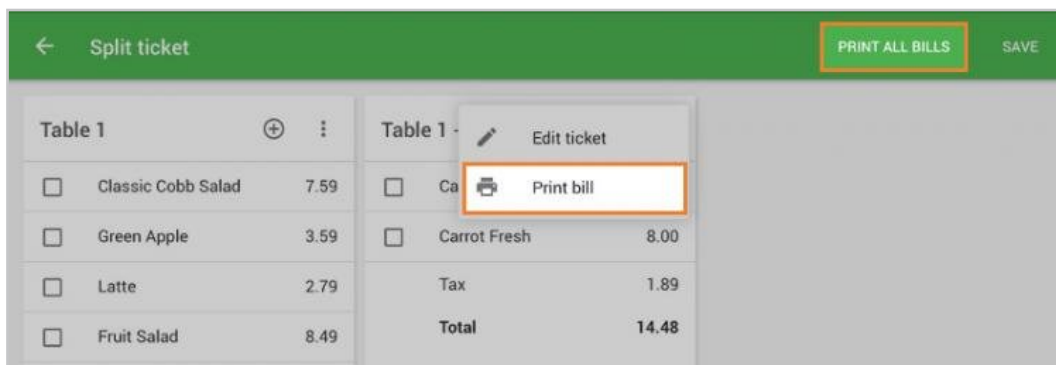 Split ticket
PRINT ALL BILLS
SAVE
Table 1
Classic Cobb Salad 7.59
Green Apple 3.59
Latte 2.79
Fruit Salad 8.49
Table 1 -
Edit ticket
Ca
Print bill
Carrot Fresh 8.00
Tax 1.89
Total 14.48